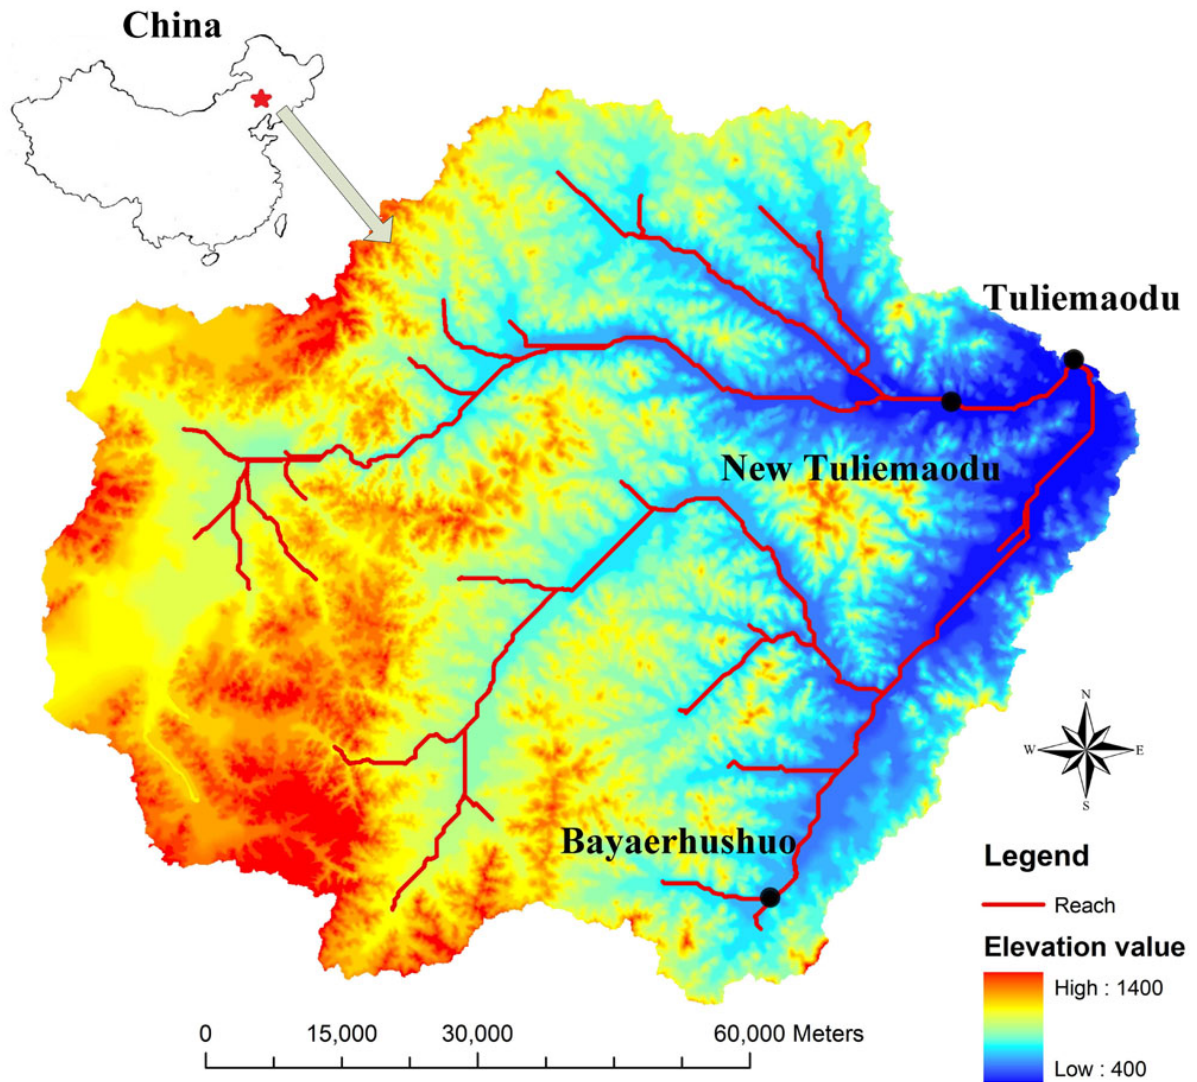 China
Tuliemaodu
New Tuliemaodu
N
W E
S
Bayaerhushuo
Legend
Reach
Elevation value
High : 1400
Low : 400
0 15,000 30,000 60,000 Meters